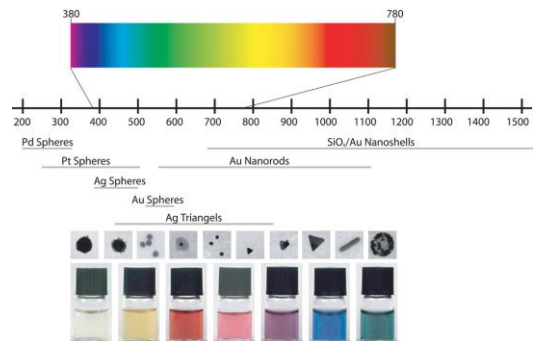 380 780
200 300 400 500 600 700 800 900 1000 1100 1200 1300 1400 1500
Pd Spheres SiOₓ/Au Nanoshells
Pt Spheres Au Nanorods
Ag Spheres
Au Spheres
Ag Triangels